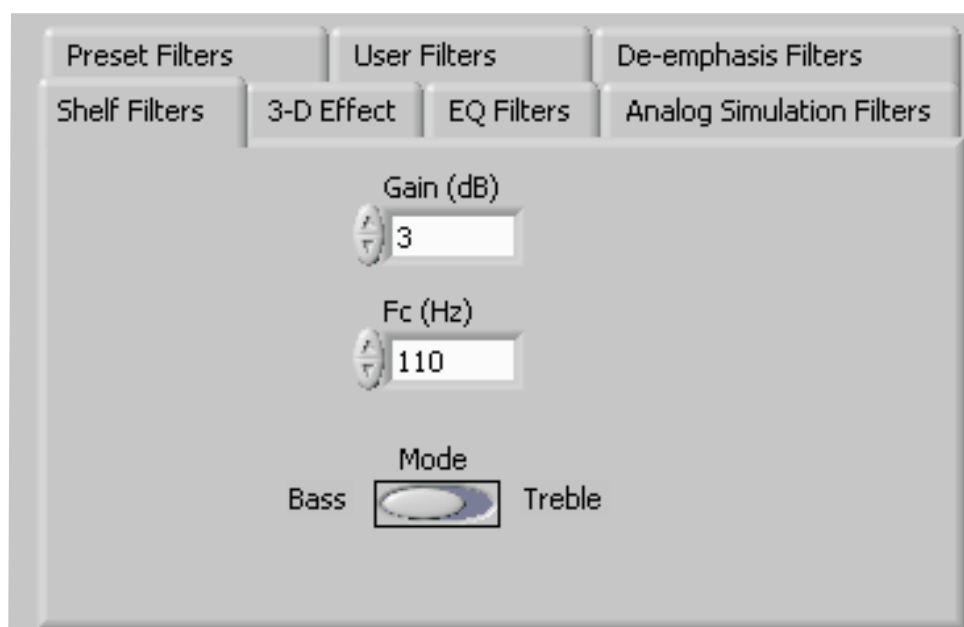 Preset Filters User Filters De-emphasis Filters
Shelf Filters 3-D Effect EQ Filters Analog Simulation Filters
Gain (dB)
3
Fc (Hz)
110
Mode
Bass Treble